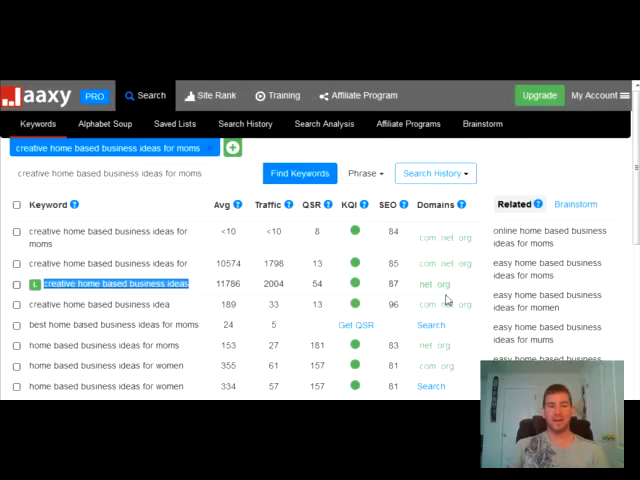 Jaaxy PRO Search Site Rank Training Affiliate Program Upgrade My Account
Keywords Alphabet Soup Saved Lists Search History Search Analysis Affiliate Programs Brainstorm
creative home based business ideas for moms x +
creative home based business ideas for moms Find Keywords Phrase Search History
Keyword ? Avg ? Traffic ? QSR ? KQI ? SEO ? Domains ? Related ? Brainstorm
creative home based business ideas for
moms <10 <10 8 84 com net org
creative home based business ideas for 10574 1798 13 85 com net org
L creative home based business ideas 11786 2004 54 87 net org
creative home based business idea 189 33 13 96 com net org
best home based business ideas for moms 24 5 Get QSR Search
home based business ideas for moms 153 27 181 83 net org
home based business ideas for women 355 61 157 81 com org
home based business ideas for women 334 57 157 81 Search
online home based business
ideas for moms
easy home based business
ideas for moms
easy home based business
ideas for women
easy home based business
ideas for mums
easy home based business